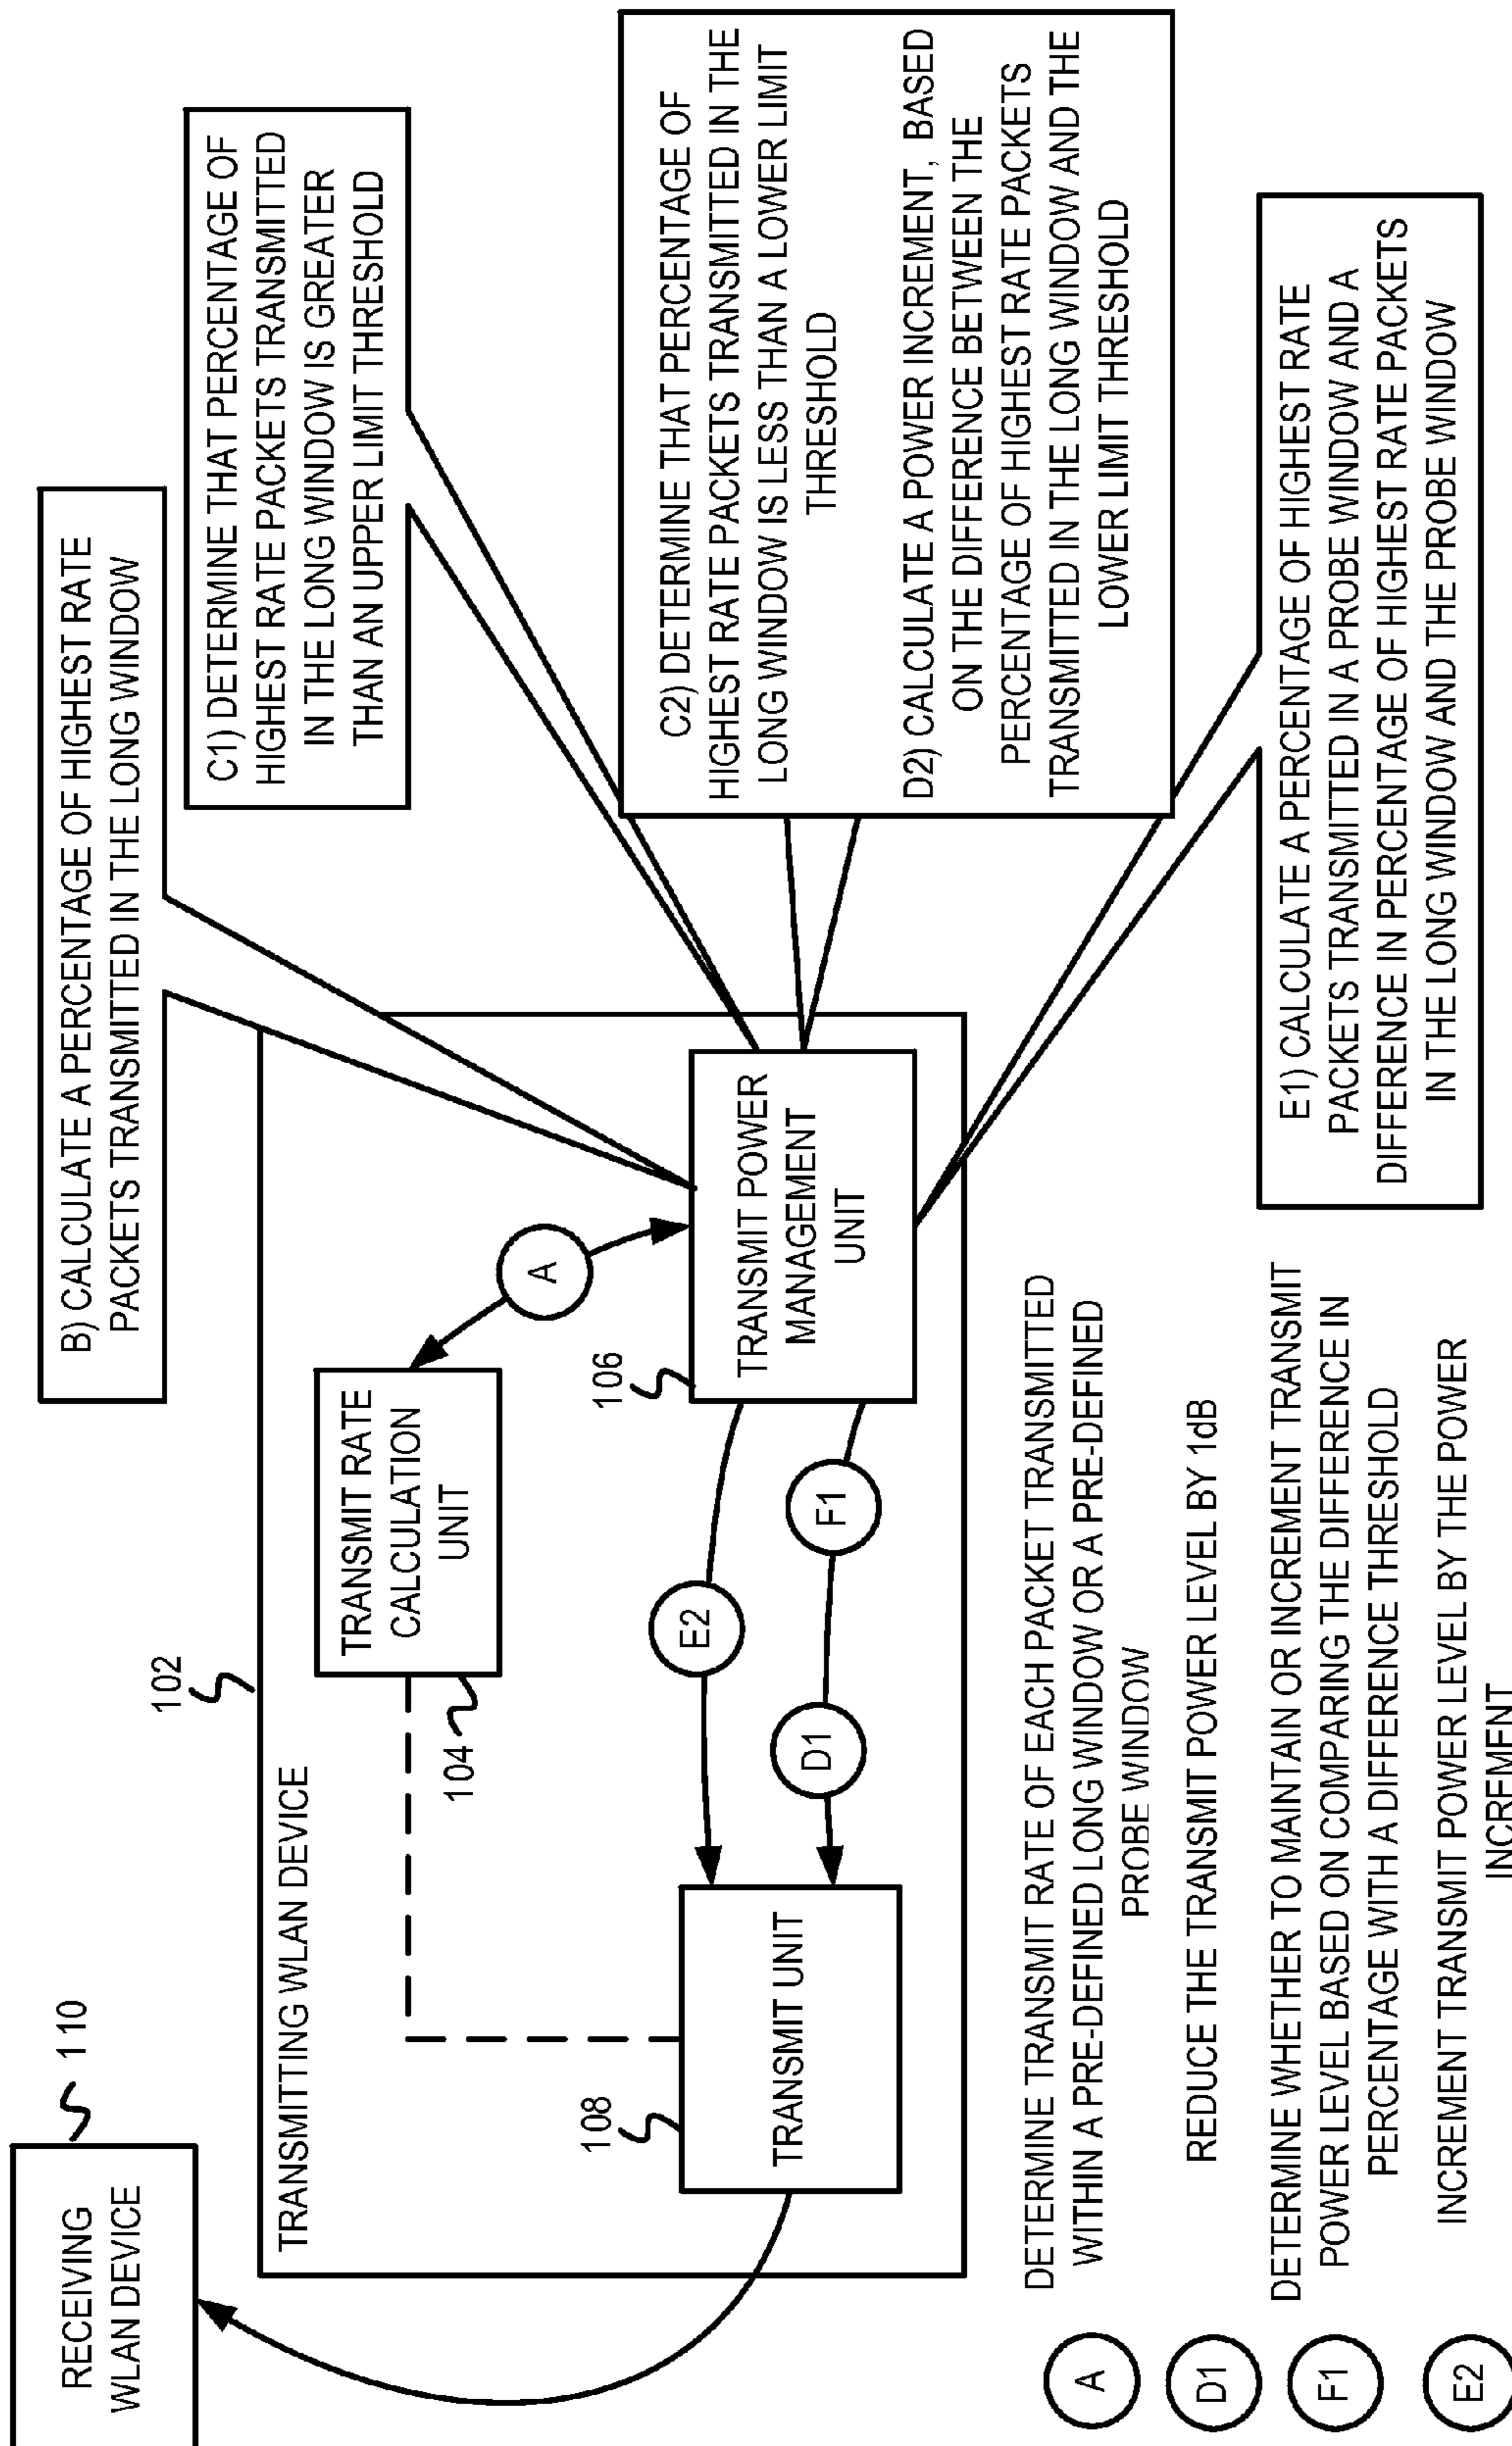 RECEIVING
WLAN DEVICE
110
102
TRANSMITTING WLAN DEVICE
TRANSMIT RATE
CALCULATION
UNIT
104
A
TRANSMIT POWER
MANAGEMENT
UNIT
106
E2
F1
D1
TRANSMIT UNIT
108
B) CALCULATE A PERCENTAGE OF HIGHEST RATE
PACKETS TRANSMITTED IN THE LONG WINDOW
C1) DETERMINE THAT PERCENTAGE OF
HIGHEST RATE PACKETS TRANSMITTED
IN THE LONG WINDOW IS GREATER
THAN AN UPPER LIMIT THRESHOLD
C2) DETERMINE THAT PERCENTAGE OF
HIGHEST RATE PACKETS TRANSMITTED IN THE
LONG WINDOW IS LESS THAN A LOWER LIMIT
THRESHOLD
D2) CALCULATE A POWER INCREMENT, BASED
ON THE DIFFERENCE BETWEEN THE
PERCENTAGE OF HIGHEST RATE PACKETS
TRANSMITTED IN THE LONG WINDOW AND THE
LOWER LIMIT THRESHOLD
E1) CALCULATE A PERCENTAGE OF HIGHEST RATE
PACKETS TRANSMITTED IN A PROBE WINDOW AND A
DIFFERENCE IN PERCENTAGE OF HIGHEST RATE PACKETS
IN THE LONG WINDOW AND THE PROBE WINDOW
A
DETERMINE TRANSMIT RATE OF EACH PACKET TRANSMITTED
WITHIN A PRE-DEFINED LONG WINDOW OR A PRE-DEFINED
PROBE WINDOW
D1
REDUCE THE TRANSMIT POWER LEVEL BY 1dB
F1
DETERMINE WHETHER TO MAINTAIN OR INCREMENT TRANSMIT
POWER LEVEL BASED ON COMPARING THE DIFFERENCE IN
PERCENTAGE WITH A DIFFERENCE THRESHOLD
E2
INCREMENT TRANSMIT POWER LEVEL BY THE POWER
INCREMENT